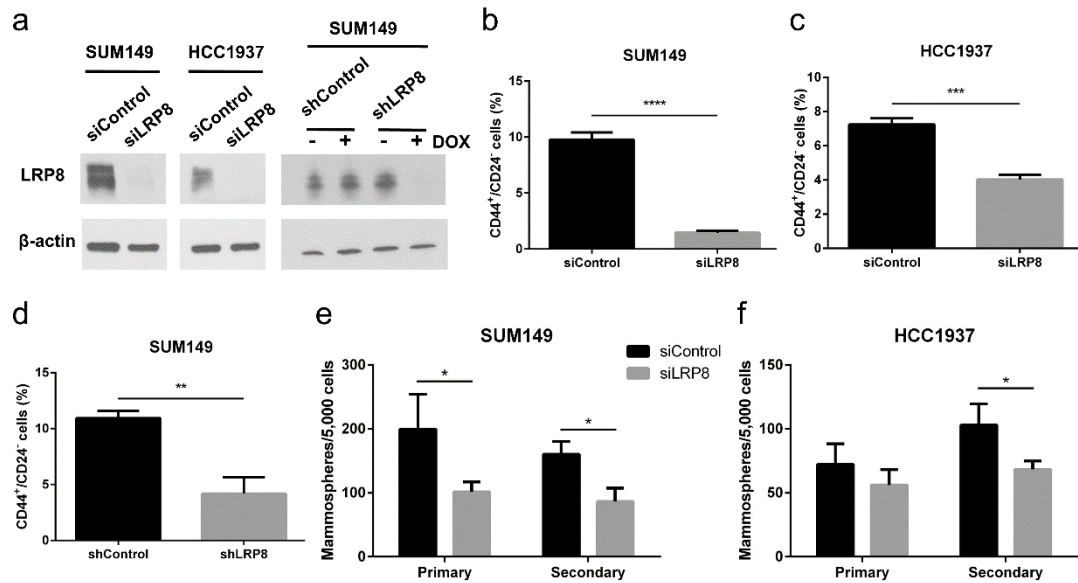 a
SUM149
HCC1937
SUM149
siControl
siLRP8
siControl
siLRP8
shControl
shLRP8
- + - + DOX
LRP8
β-actin
b
SUM149
CD44⁺/CD24⁻ cells (%)
15
10
5
0
****
siControl
siLRP8
c
HCC1937
CD44⁺/CD24⁻ cells (%)
8
6
4
2
0
***
siControl
siLRP8
d
SUM149
CD44⁺/CD24⁻ cells (%)
15
10
5
0
**
shControl
shLRP8
e
SUM149
Mammospheres/5,000 cells
300
200
100
0
*
*
Primary
Secondary
siControl
siLRP8
f
HCC1937
Mammospheres/5,000 cells
150
100
50
0
*
Primary
Secondary